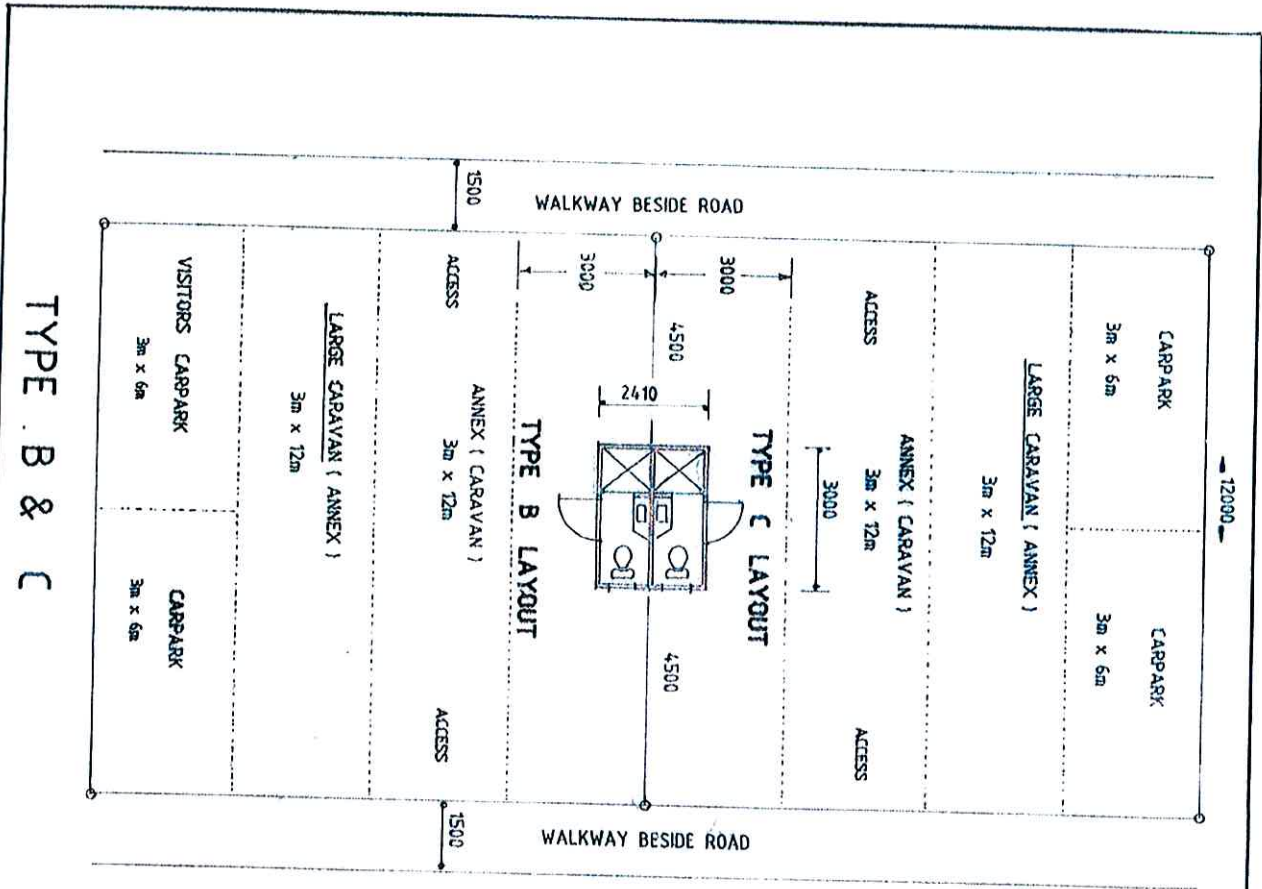 12000
CARPARK
3m x 6m
CARPARK
3m x 6m
LARGE CARAVAN ( ANNEX )
3m x 12m
ACCESS
ANNEX ( CARAVAN )
3m x 12m
ACCESS
3000
TYPE C LAYOUT
3000
4500
2410
4500
3000
TYPE B LAYOUT
ACCESS
ANNEX ( CARAVAN )
3m x 12m
ACCESS
LARGE CARAVAN ( ANNEX )
3m x 12m
VISITORS CARPARK
3m x 6m
CARPARK
3m x 6m
1500
WALKWAY BESIDE ROAD
1500
WALKWAY BESIDE ROAD
TYPE . B & C